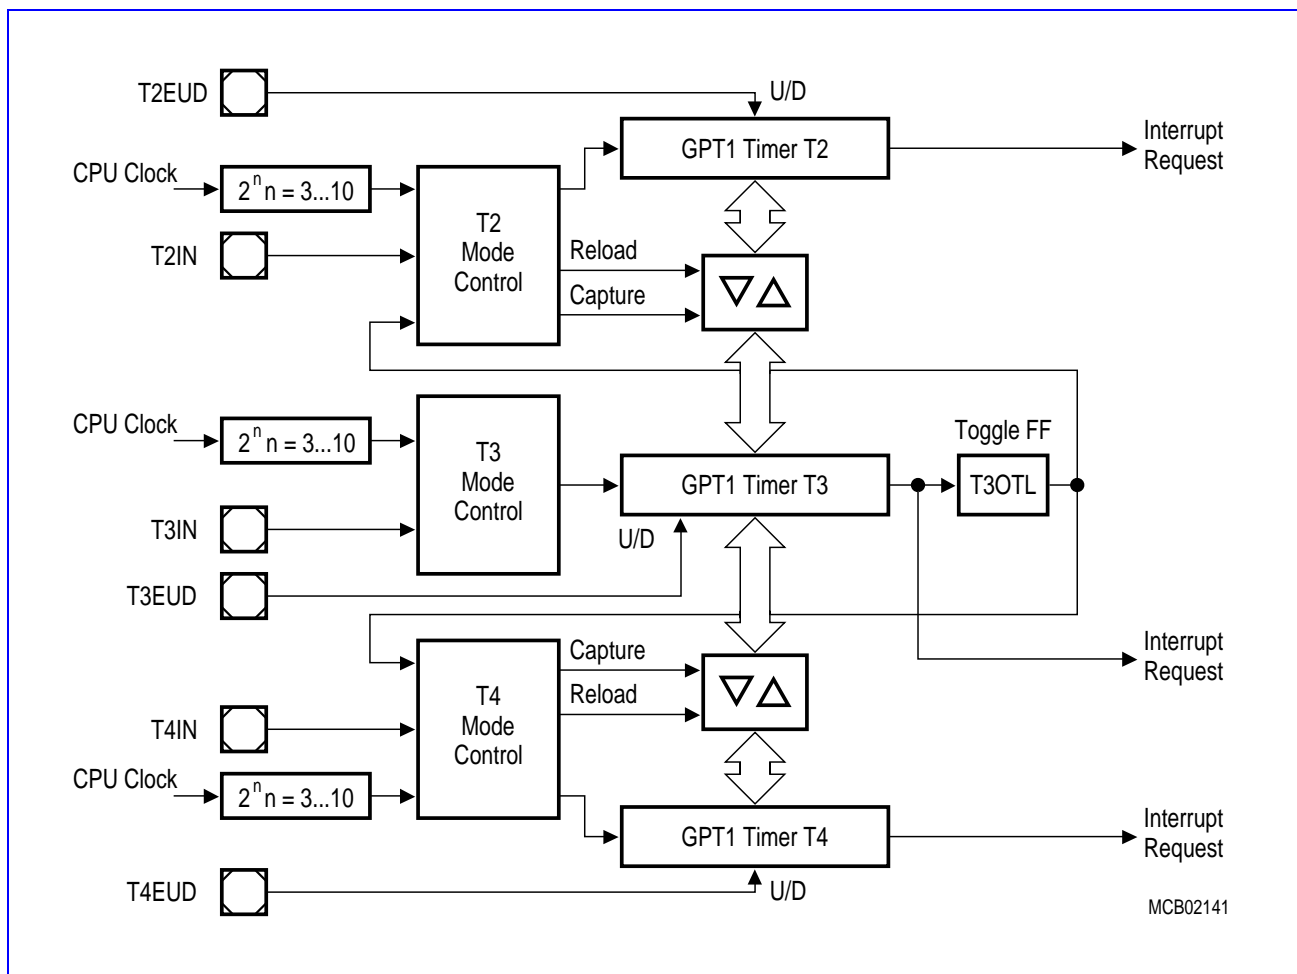 T2EUD
U/D
GPT1 Timer T2
Interrupt
Request
CPU Clock
2^n n = 3...10
T2
Mode
Control
T2IN
Reload
Capture
CPU Clock
2^n n = 3...10
T3
Mode
Control
Toggle FF
GPT1 Timer T3
T3OTL
T3IN
U/D
T3EUD
Interrupt
Request
Capture
T4
Mode
Control
Reload
T4IN
CPU Clock
2^n n = 3...10
GPT1 Timer T4
Interrupt
Request
T4EUD
U/D
MCB02141